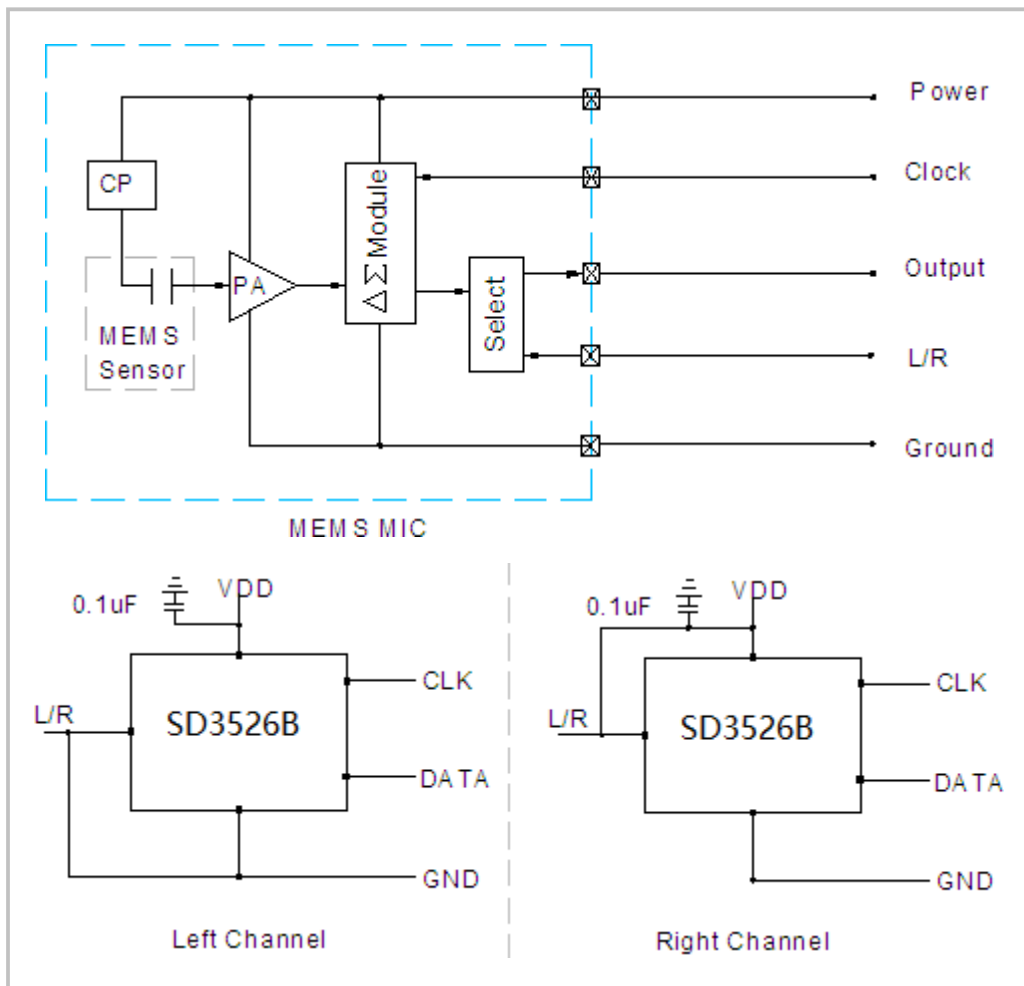 Power
Clock
CP
Output
PA
ΔΣ Module
Select
MEMS
Sensor
L/R
Ground
MEMS MIC
0.1uF
VDD
CLK
L/R
SD3526B
DATA
GND
Left Channel
0.1uF
VDD
CLK
L/R
SD3526B
DATA
GND
Right Channel